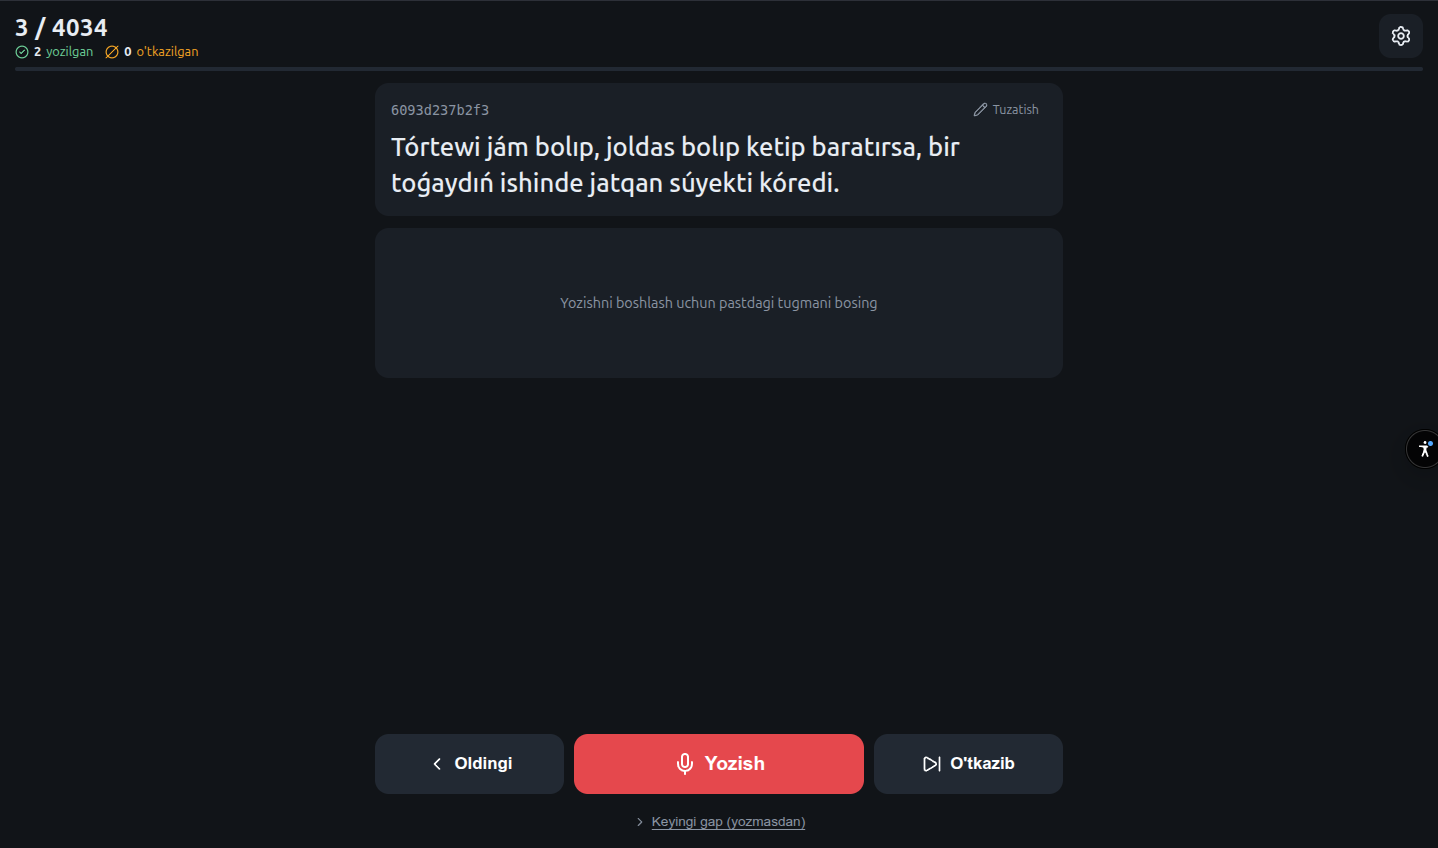 3 / 4034
2 yozilgan 0 o'tkazilgan
6093d237b2f3 Tuzatish
Tórtewi jám bolıp, joldas bolıp ketip baratırsa, bir
toǵaydıń ishinde jatqan súyekti kóredi.
Yozishni boshlash uchun pastdagi tugmani bosing
Oldingi Yozish O'tkazib
Keyingi gap (yozmasdan)